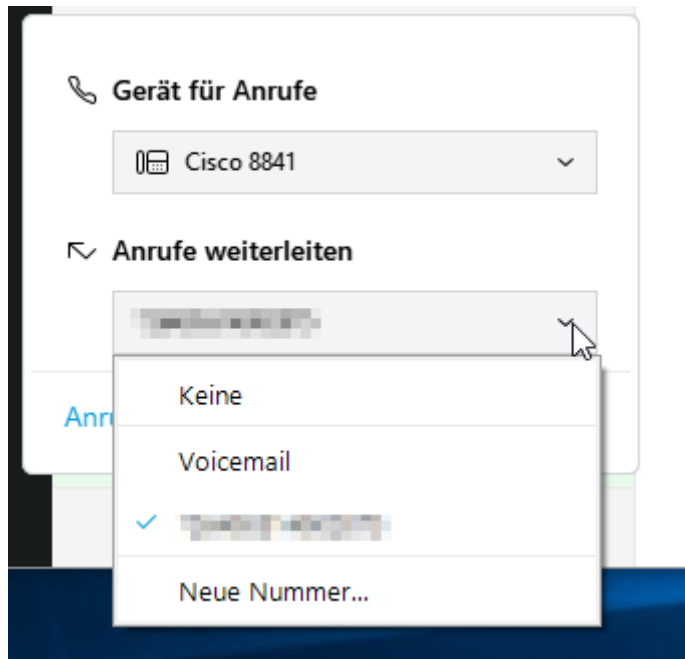 Gerät für Anrufe
Cisco 8841
Anrufe weiterleiten
Keine
Voicemail
Neue Nummer...